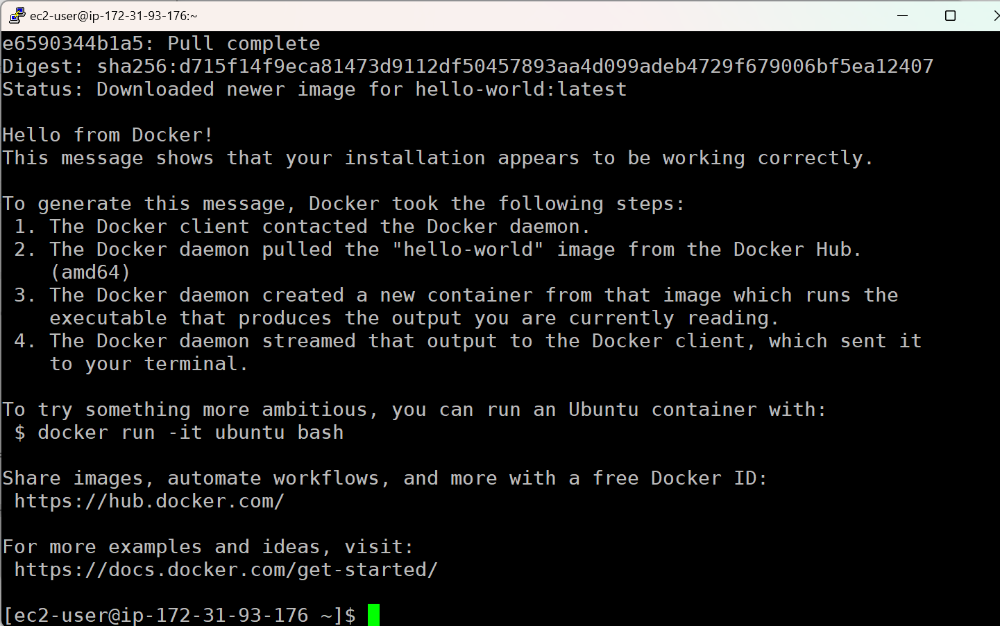 ec2-user@ip-172-31-93-176:~
e6590344b1a5: Pull complete
Digest: sha256:d715f14f9eca81473d9112df50457893aa4d099adeb4729f679006bf5ea12407
Status: Downloaded newer image for hello-world:latest

Hello from Docker!
This message shows that your installation appears to be working correctly.

To generate this message, Docker took the following steps:
 1. The Docker client contacted the Docker daemon.
 2. The Docker daemon pulled the "hello-world" image from the Docker Hub.
    (amd64)
 3. The Docker daemon created a new container from that image which runs the
    executable that produces the output you are currently reading.
 4. The Docker daemon streamed that output to the Docker client, which sent it
    to your terminal.

To try something more ambitious, you can run an Ubuntu container with:
 $ docker run -it ubuntu bash

Share images, automate workflows, and more with a free Docker ID:
 https://hub.docker.com/

For more examples and ideas, visit:
 https://docs.docker.com/get-started/

[ec2-user@ip-172-31-93-176 ~]$